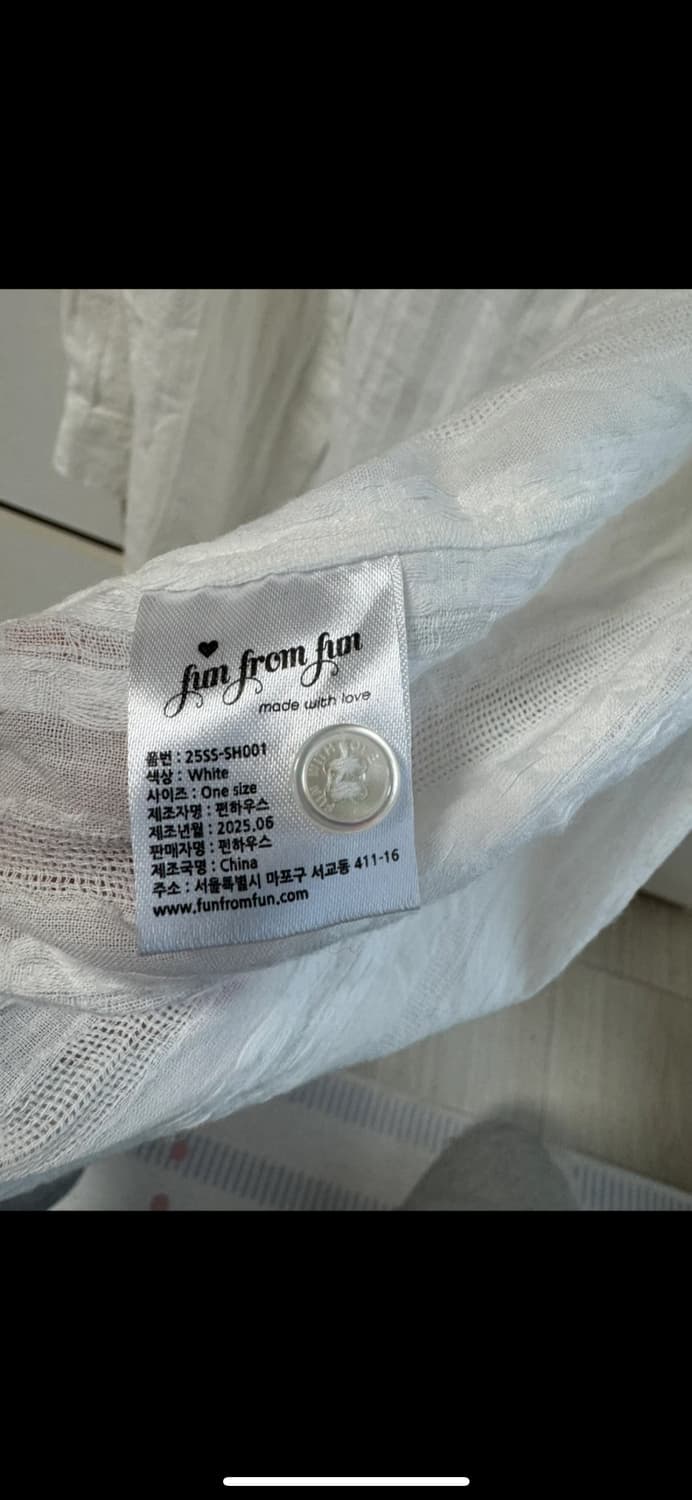 fun from fun
made with love
품번 : 25SS-SH001
색상 : White
사이즈 : One size
제조자명 : 펀하우스
제조년월 : 2025.06
판매자명 : 펀하우스
제조국명 : China
주소 : 서울특별시 마포구 서교동 411-16
www.funfromfun.com